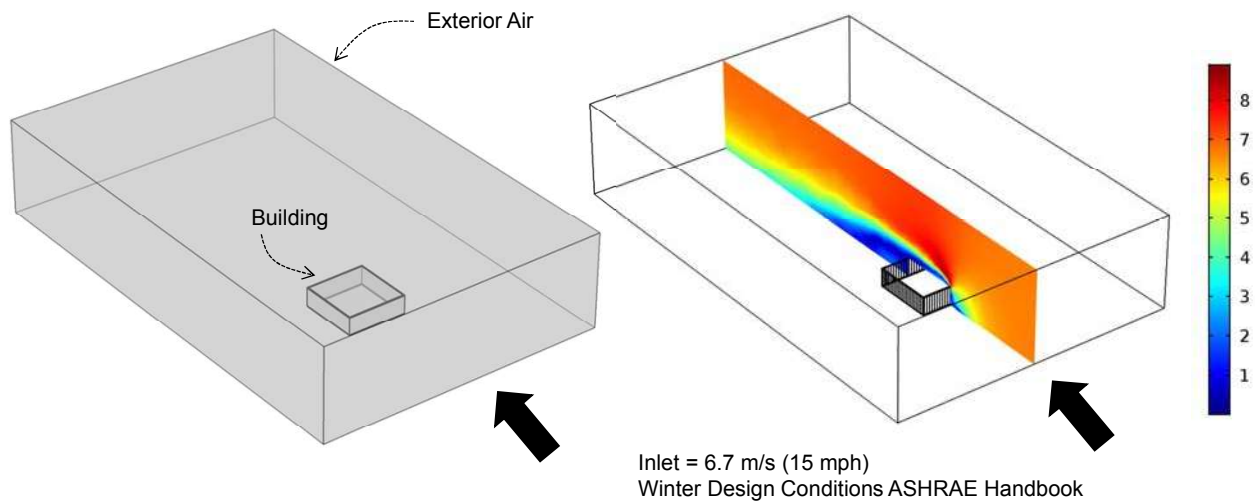 Exterior Air
Building
8
7
6
5
4
3
2
1
Inlet = 6.7 m/s (15 mph)
Winter Design Conditions ASHRAE Handbook